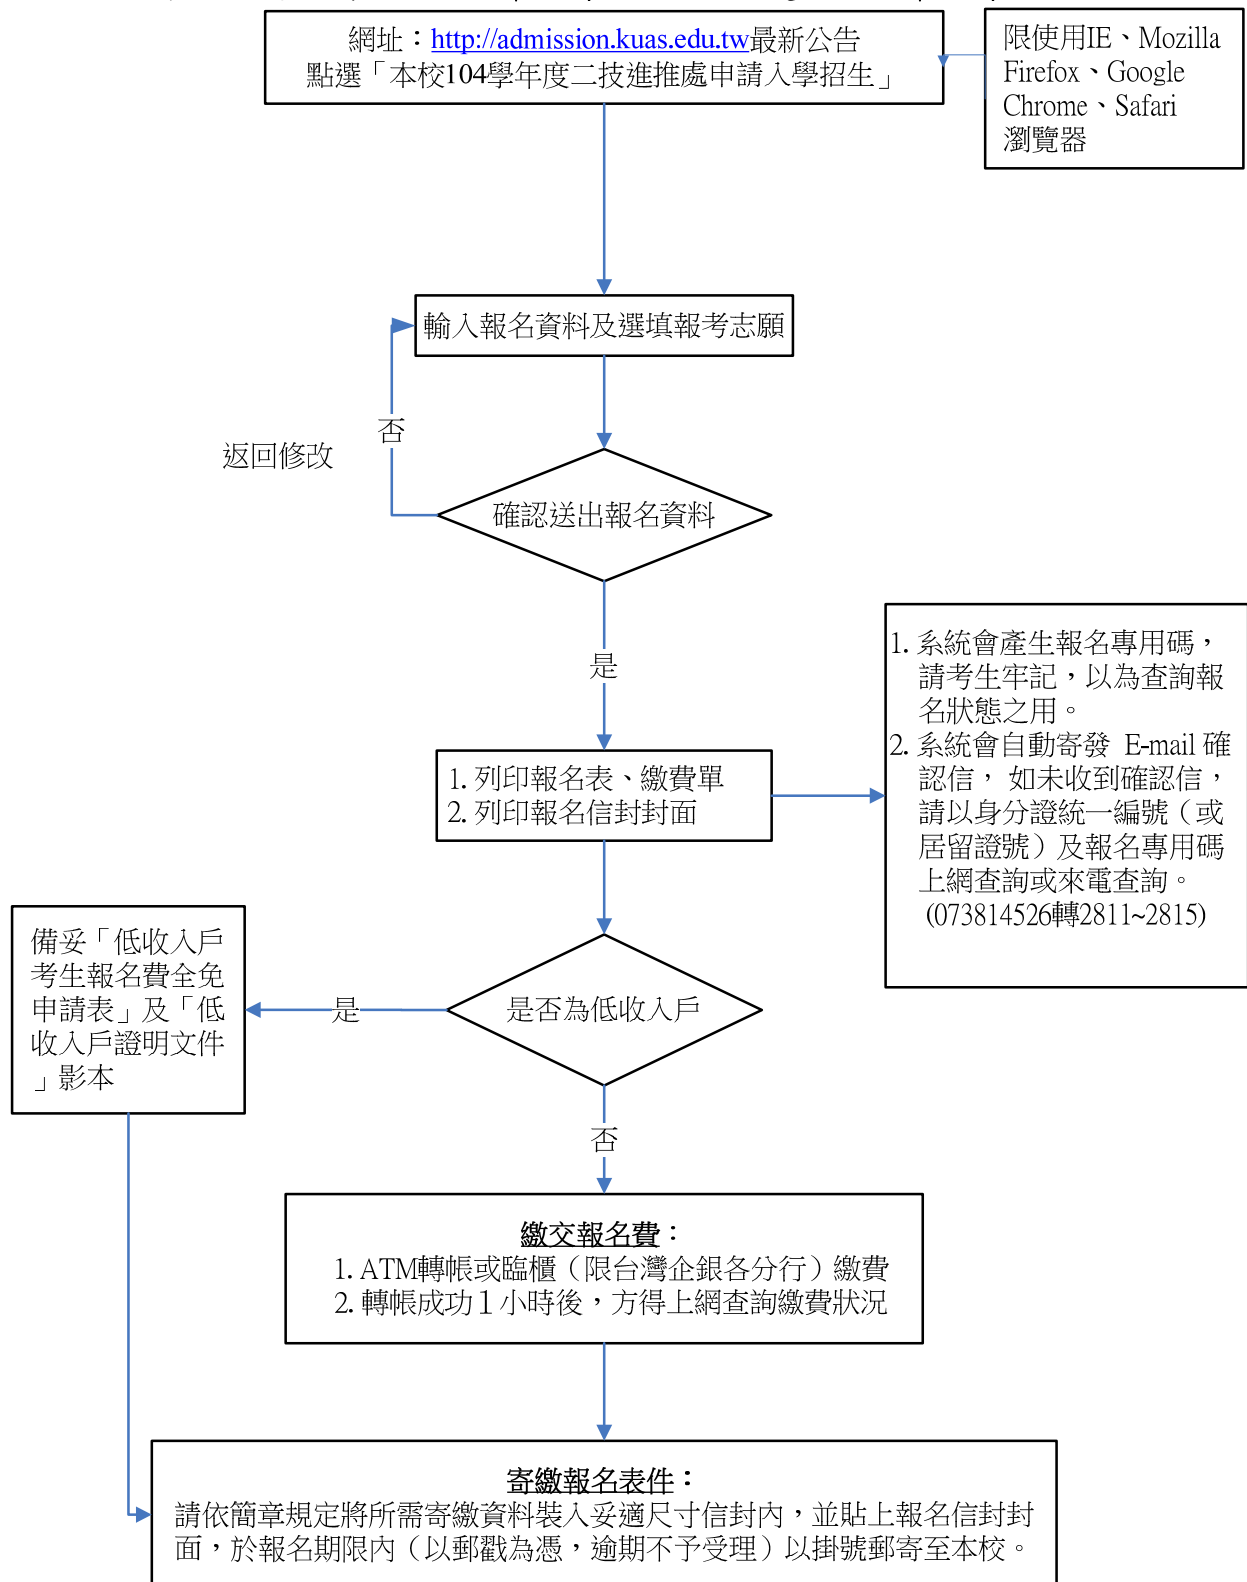 網址：http://admission.kuas.edu.tw最新公告
點選「本校104學年度二技進推處申請入學招生」
限使用IE、Mozilla
Firefox、Google
Chrome、Safari
瀏覽器
輸入報名資料及選填報考志願
否
返回修改
確認送出報名資料
是
1. 系統會產生報名專用碼，
請考生牢記，以為查詢報
名狀態之用。
2. 系統會自動寄發 E-mail 確
認信， 如未收到確認信，
請以身分證統一編號（或
居留證號）及報名專用碼
上網查詢或來電查詢。
(073814526轉2811~2815)
1. 列印報名表、繳費單
2. 列印報名信封封面
備妥「低收入戶
考生報名費全免
申請表」及「低
收入戶證明文件
」影本
是
是否為低收入戶
否
繳交報名費：
1. ATM轉帳或臨櫃（限台灣企銀各分行）繳費
2. 轉帳成功１小時後，方得上網查詢繳費狀況
寄繳報名表件：
請依簡章規定將所需寄繳資料裝入妥適尺寸信封內，並貼上報名信封封
面，於報名期限內（以郵戳為憑，逾期不予受理）以掛號郵寄至本校。